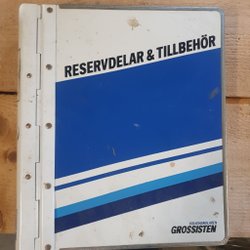 RESERVDELAR & TILLBEHÖR
GROSSISTEN